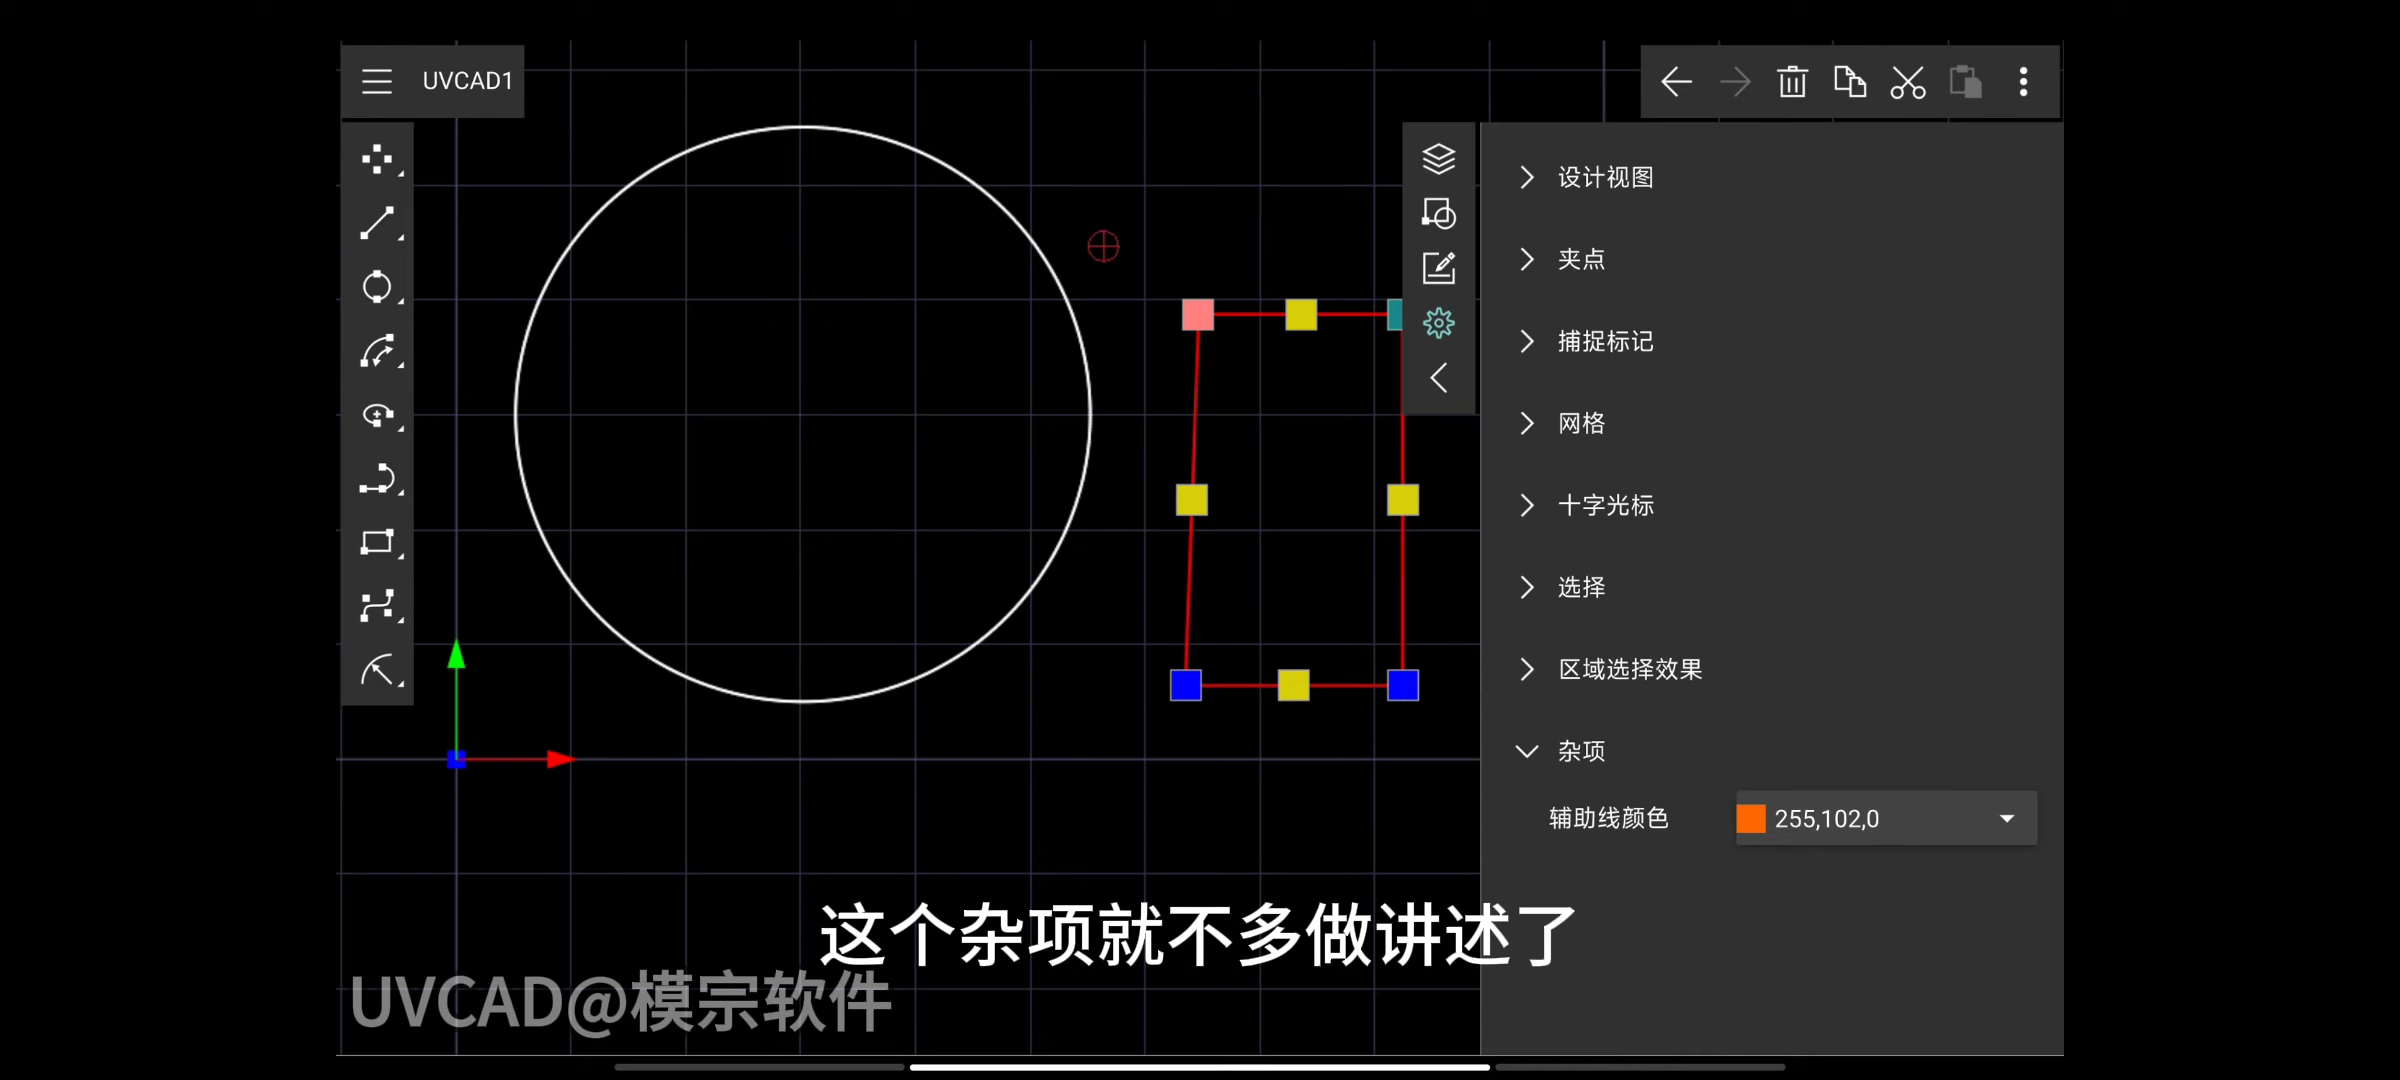 UVCAD1
设计视图
夹点
捕捉标记
网格
十字光标
选择
区域选择效果
杂项
辅助线颜色 255,102,0
这个杂项就不多做讲述了
UVCAD@模宗软件